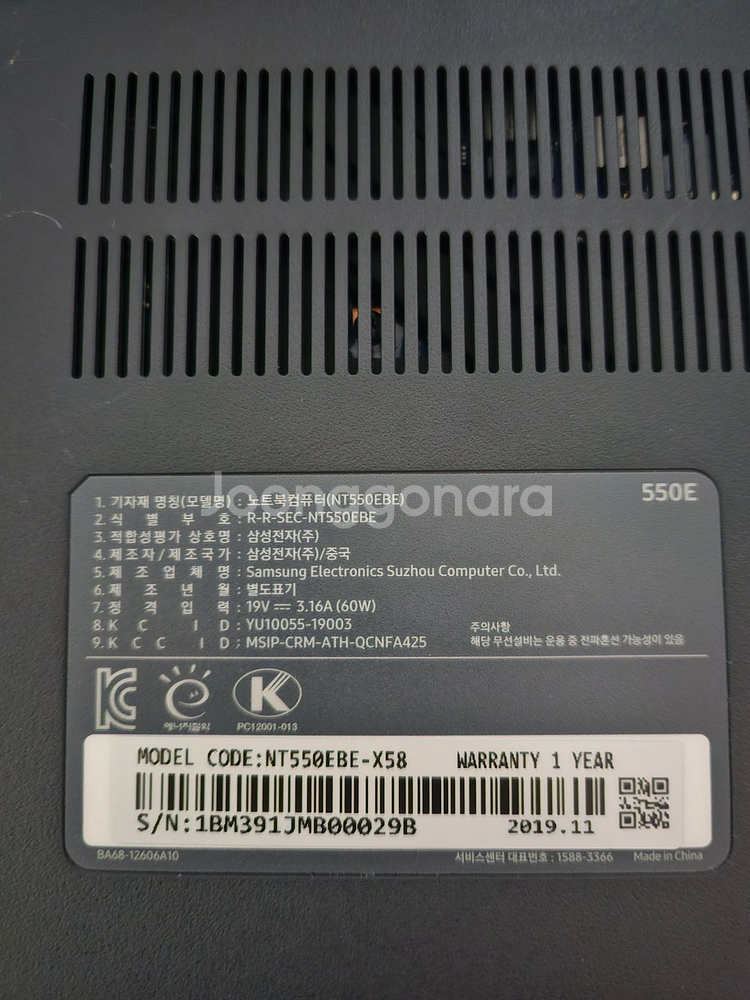 joonggonara
550E
1. 기자재 명칭(모델명) : 노트북컴퓨터(NT550EBE)
2. 식 별 부 호 : R-R-SEC-NT550EBE
3. 적합성평가 상호명 : 삼성전자(주)
4. 제조자/제조국가 : 삼성전자(주)/중국
5. 제 조 업 체 명 : Samsung Electronics Suzhou Computer Co., Ltd.
6. 제 조 년 월 : 별도표기
7. 정 격 입 력 : 19V ⎓ 3.16A (60W)
8. K C I D : YU10055-19003
주의사항
9. K C C I D : MSIP-CRM-ATH-QCNFA425
해당 무선설비는 운용 중 전파혼선 가능성이 있음
에너지절약
K
PC12001-013
MODEL CODE:NT550EBE-X58 WARRANTY 1 YEAR
S/N:1BM391JMB00029B 2019.11
BA68-12606A10 서비스센터 대표번호 : 1588-3366 Made in China